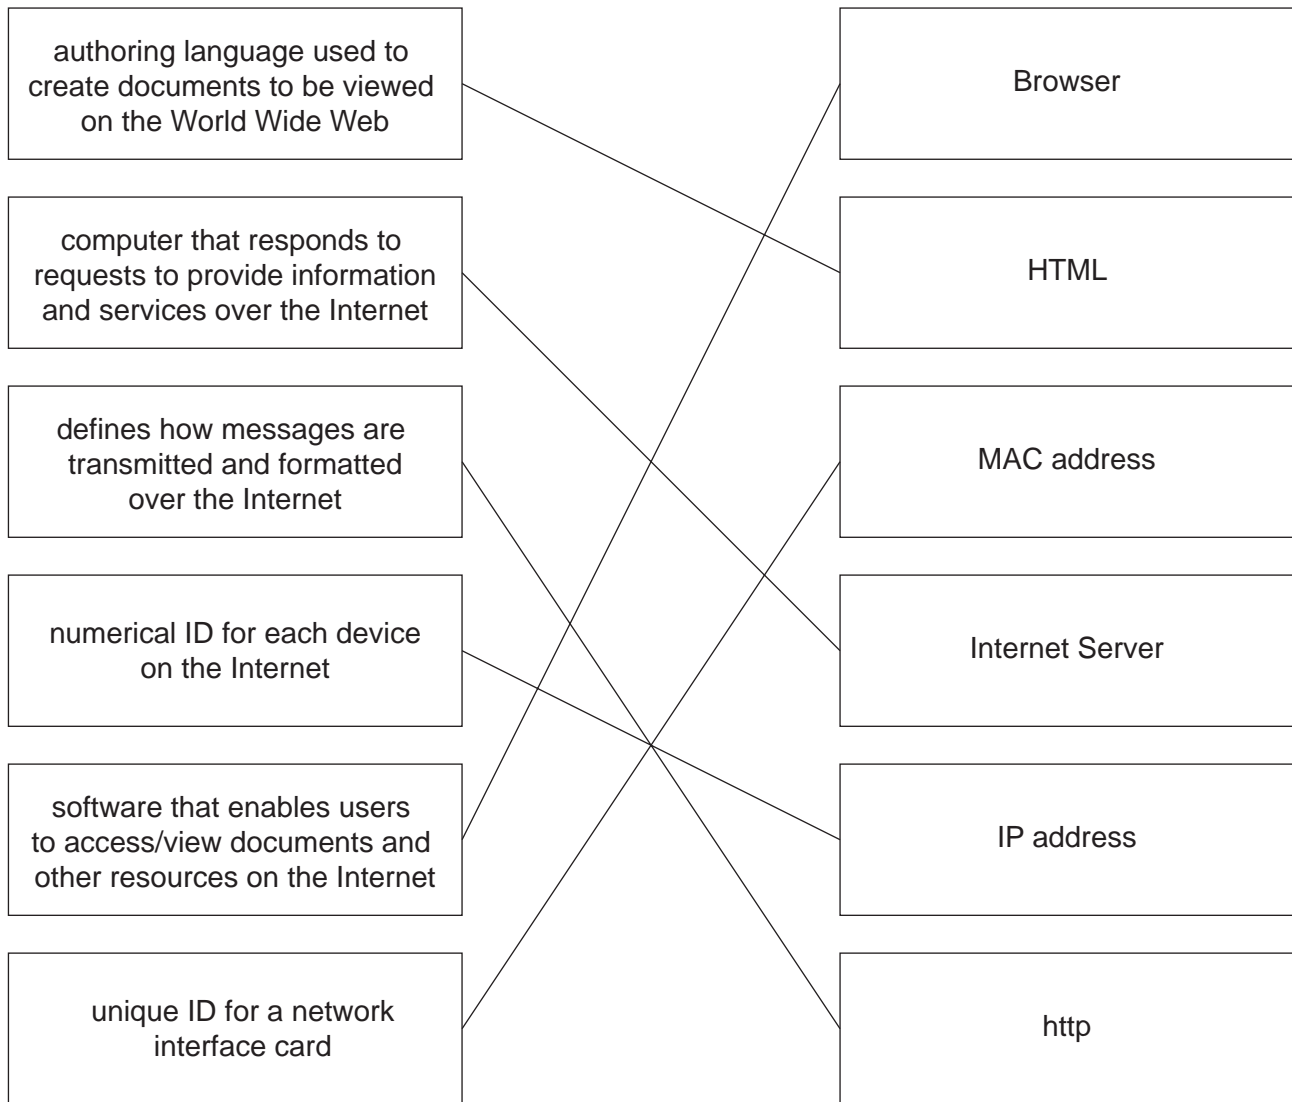 authoring language used to
create documents to be viewed
on the World Wide Web
Browser
computer that responds to
requests to provide information
and services over the Internet
HTML
defines how messages are
transmitted and formatted
over the Internet
MAC address
numerical ID for each device
on the Internet
Internet Server
software that enables users
to access/view documents and
other resources on the Internet
IP address
unique ID for a network
interface card
http